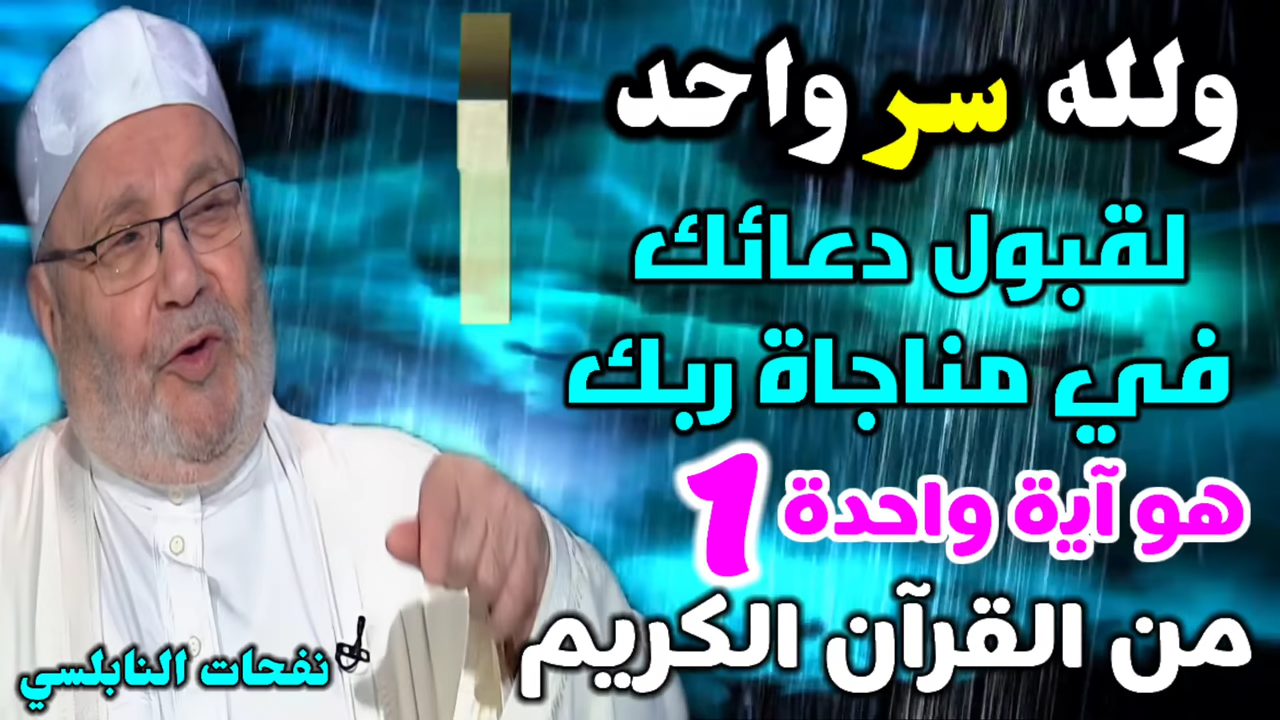 ولله سر واحد
لقبول دعائك
في مناجاة ربك
هو آية واحدة 1
من القرآن الكريم
نفحات النابلسي